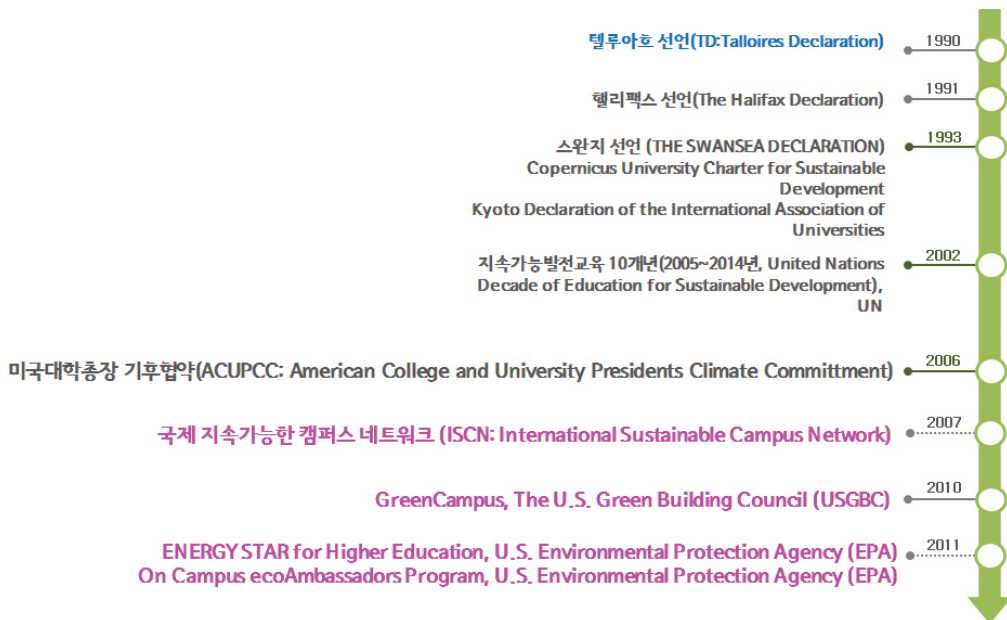 텔루아호 선언(TD:Talloires Declaration)
1990
헬리팩스 선언(The Halifax Declaration)
1991
스완지 선언 (THE SWANSEA DECLARATION)
1993
Copernicus University Charter for Sustainable
Development
Kyoto Declaration of the International Association of
Universities
지속가능발전교육 10개년(2005~2014년, United Nations
2002
Decade of Education for Sustainable Development),
UN
미국대학총장 기후협약(ACUPCC: American College and University Presidents Climate Committment)
2006
국제 지속가능한 캠퍼스 네트워크 (ISCN: International Sustainable Campus Network)
2007
GreenCampus, The U.S. Green Building Council (USGBC)
2010
ENERGY STAR for Higher Education, U.S. Environmental Protection Agency (EPA)
2011
On Campus ecoAmbassadors Program, U.S. Environmental Protection Agency (EPA)